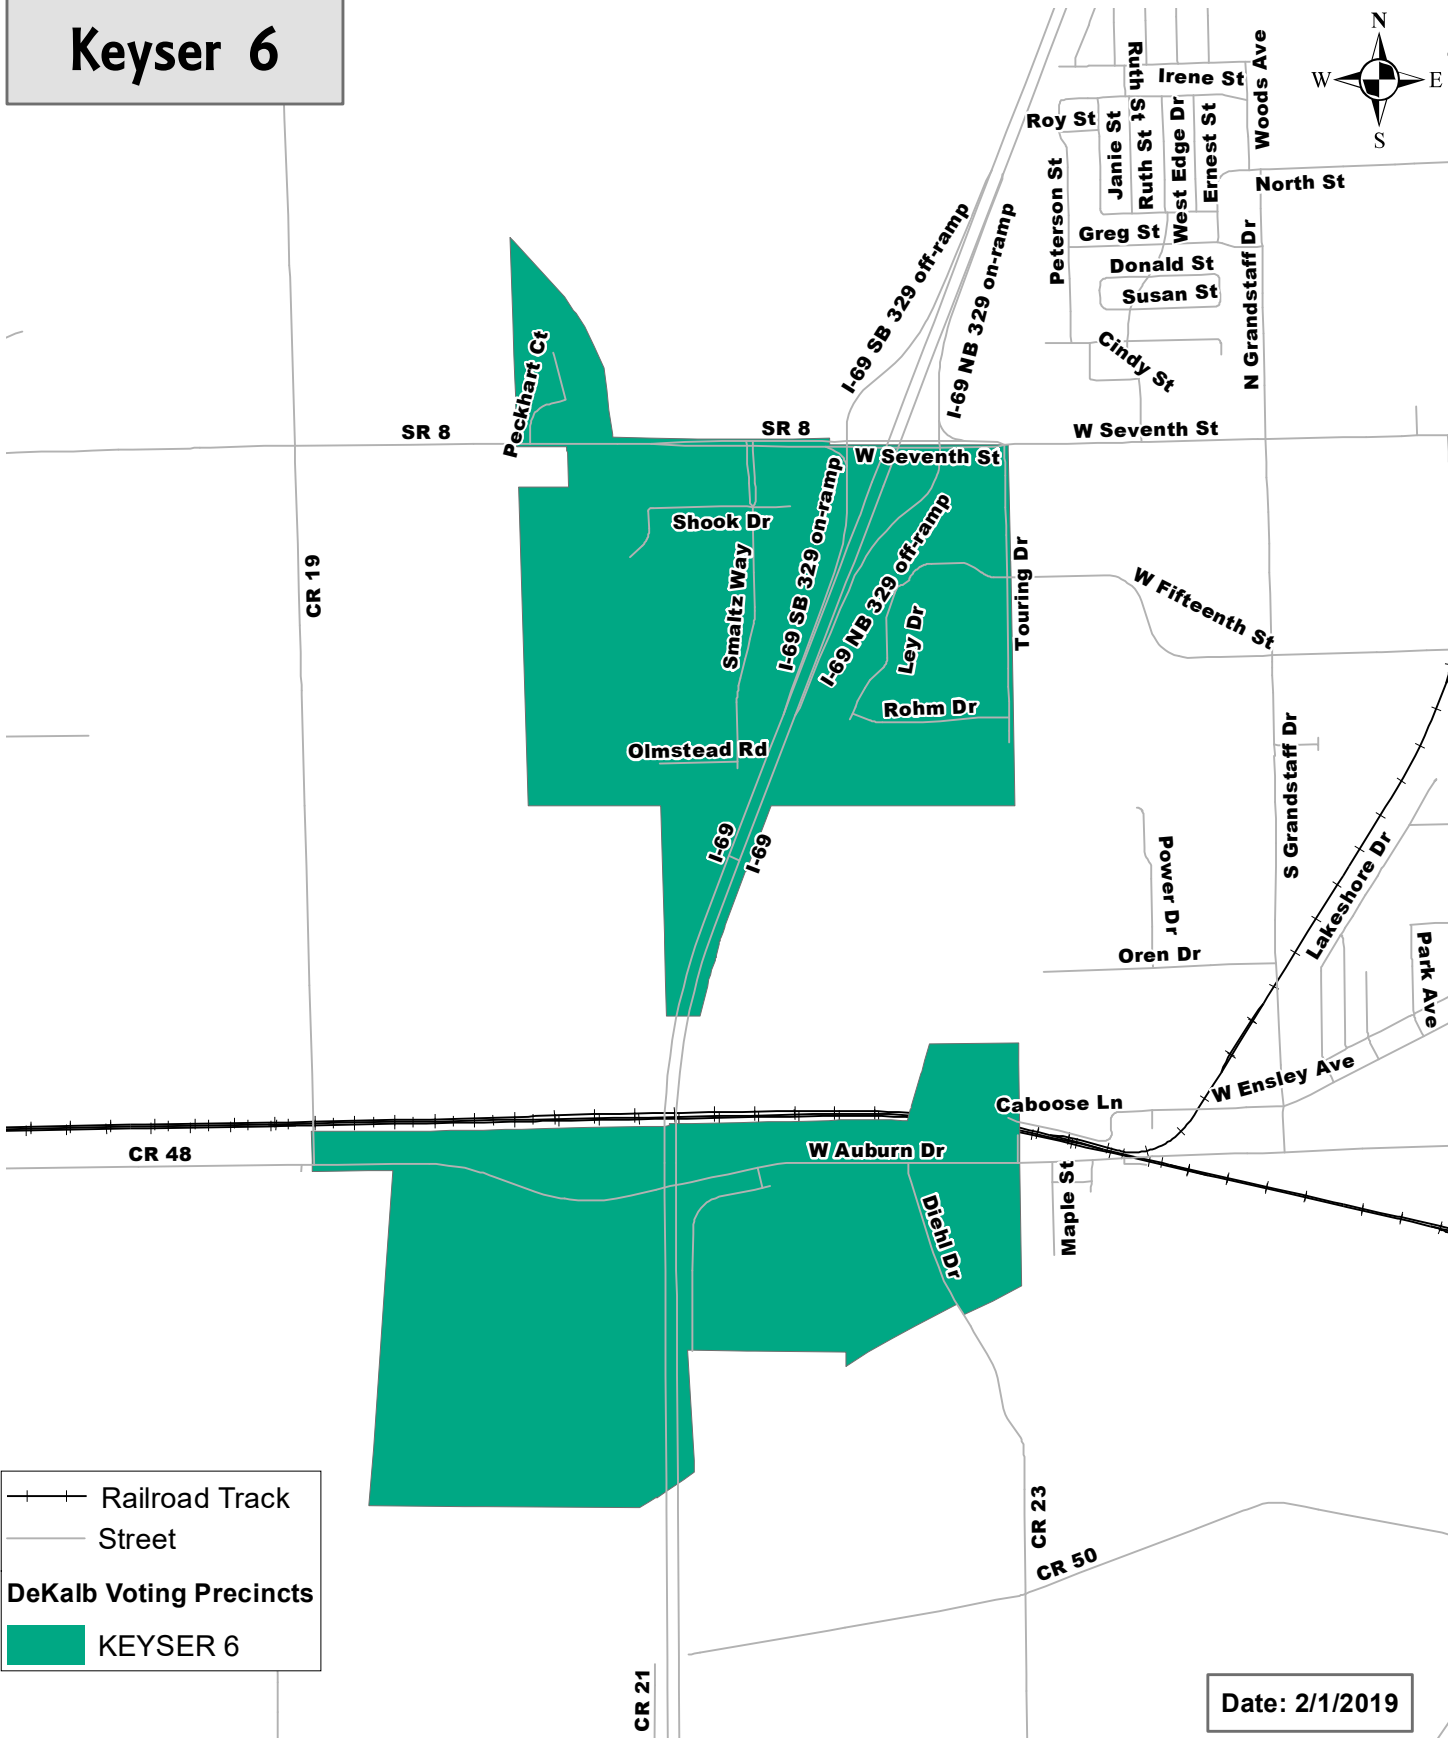 Keyser 6
N
W E
S
Ruth St
Irene St
Woods Ave
Roy St
Janie St
Ruth St
West Edge Dr
Ernest St
Peterson St
North St
Greg St
Donald St
Susan St
N Grandstaff Dr
Cindy St
I-69 SB 329 off-ramp
I-69 NB 329 on-ramp
Peckhart Ct
SR 8
SR 8
W Seventh St
W Seventh St
Shook Dr
Smaltz Way
I-69 SB 329 on-ramp
I-69 NB 329 off-ramp
Ley Dr
Touring Dr
W Fifteenth St
CR 19
Rohm Dr
Olmstead Rd
S Grandstaff Dr
I-69
I-69
Power Dr
Lakeshore Dr
Oren Dr
Park Ave
W Ensley Ave
Caboose Ln
CR 48
W Auburn Dr
Maple St
Diehl Dr
CR 23
CR 50
CR 21
Railroad Track
Street
DeKalb Voting Precincts
KEYSER 6
Date: 2/1/2019